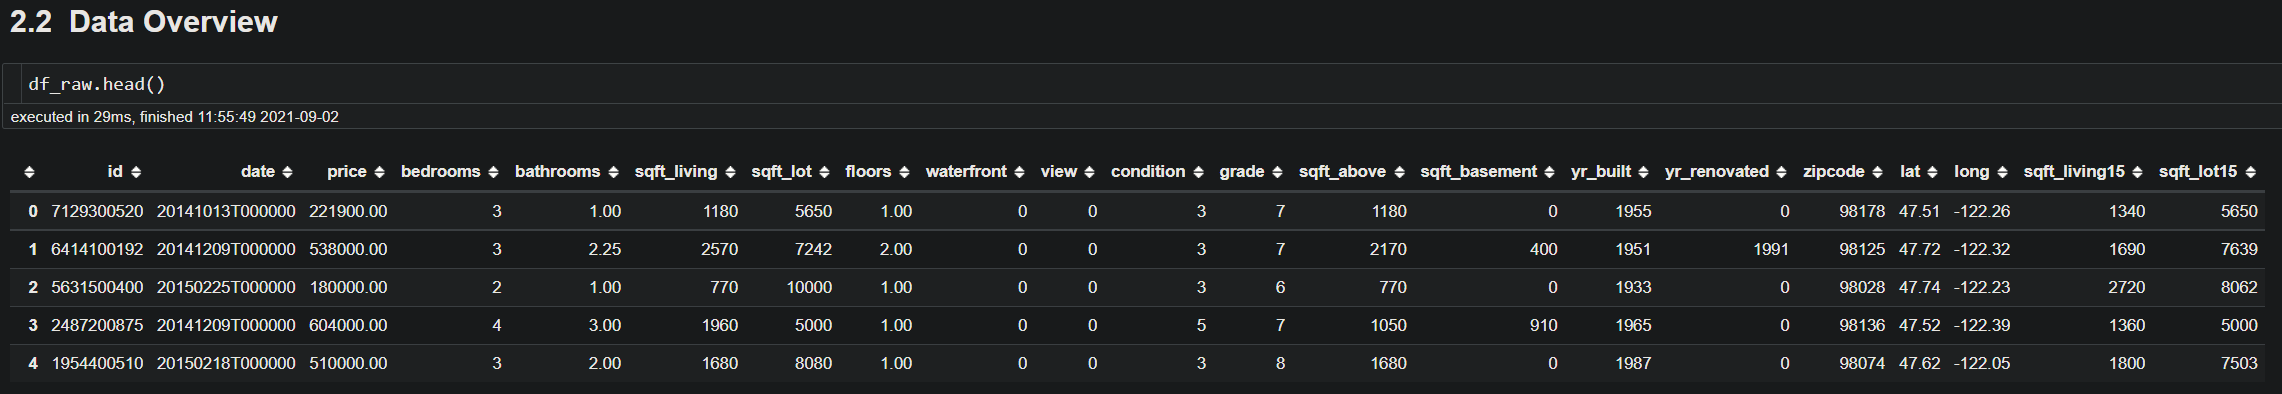 2.2 Data Overview
df_raw.head()
executed in 29ms, finished 11:55:49 2021-09-02
id date price bedrooms bathrooms sqft_living sqft_lot floors waterfront view condition grade sqft_above sqft_basement yr_built yr_renovated zipcode lat long sqft_living15 sqft_lot15
0 7129300520 20141013T000000 221900.00 3 1.00 1180 5650 1.00 0 0 3 7 1180 0 1955 0 98178 47.51 -122.26 1340 5650
1 6414100192 20141209T000000 538000.00 3 2.25 2570 7242 2.00 0 0 3 7 2170 400 1951 1991 98125 47.72 -122.32 1690 7639
2 5631500400 20150225T000000 180000.00 2 1.00 770 10000 1.00 0 0 3 6 770 0 1933 0 98028 47.74 -122.23 2720 8062
3 2487200875 20141209T000000 604000.00 4 3.00 1960 5000 1.00 0 0 5 7 1050 910 1965 0 98136 47.52 -122.39 1360 5000
4 1954400510 20150218T000000 510000.00 3 2.00 1680 8080 1.00 0 0 3 8 1680 0 1987 0 98074 47.62 -122.05 1800 7503